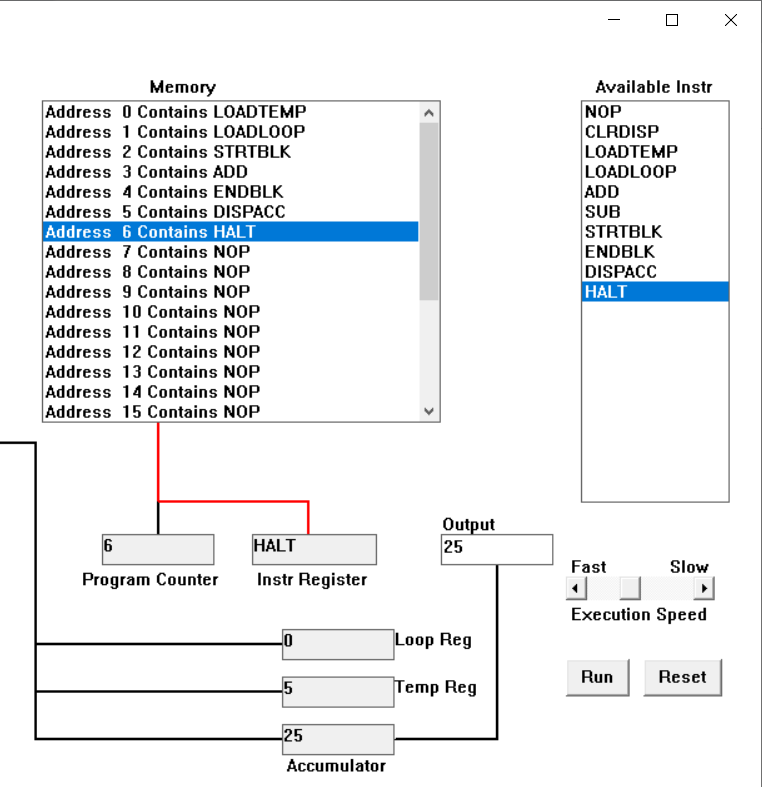 Memory
Address 0 Contains LOADTEMP
Address 1 Contains LOADLOOP
Address 2 Contains STRTBLK
Address 3 Contains ADD
Address 4 Contains ENDBLK
Address 5 Contains DISPACC
Address 6 Contains HALT
Address 7 Contains NOP
Address 8 Contains NOP
Address 9 Contains NOP
Address 10 Contains NOP
Address 11 Contains NOP
Address 12 Contains NOP
Address 13 Contains NOP
Address 14 Contains NOP
Address 15 Contains NOP
Available Instr
NOP
CLRDISP
LOADTEMP
LOADLOOP
ADD
SUB
STRTBLK
ENDBLK
DISPACC
HALT
6
Program Counter
HALT
Instr Register
Output
25
Fast Slow
Execution Speed
0 Loop Reg
5 Temp Reg
25
Accumulator
Run Reset